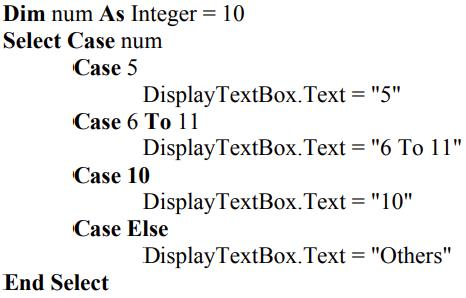 Dim num As Integer = 10
Select Case num
Case 5
DisplayTextBox.Text = "5"
Case 6 To 11
DisplayTextBox.Text = "6 To 11"
Case 10
DisplayTextBox.Text = "10"
Case Else
DisplayTextBox.Text = "Others"
End Select